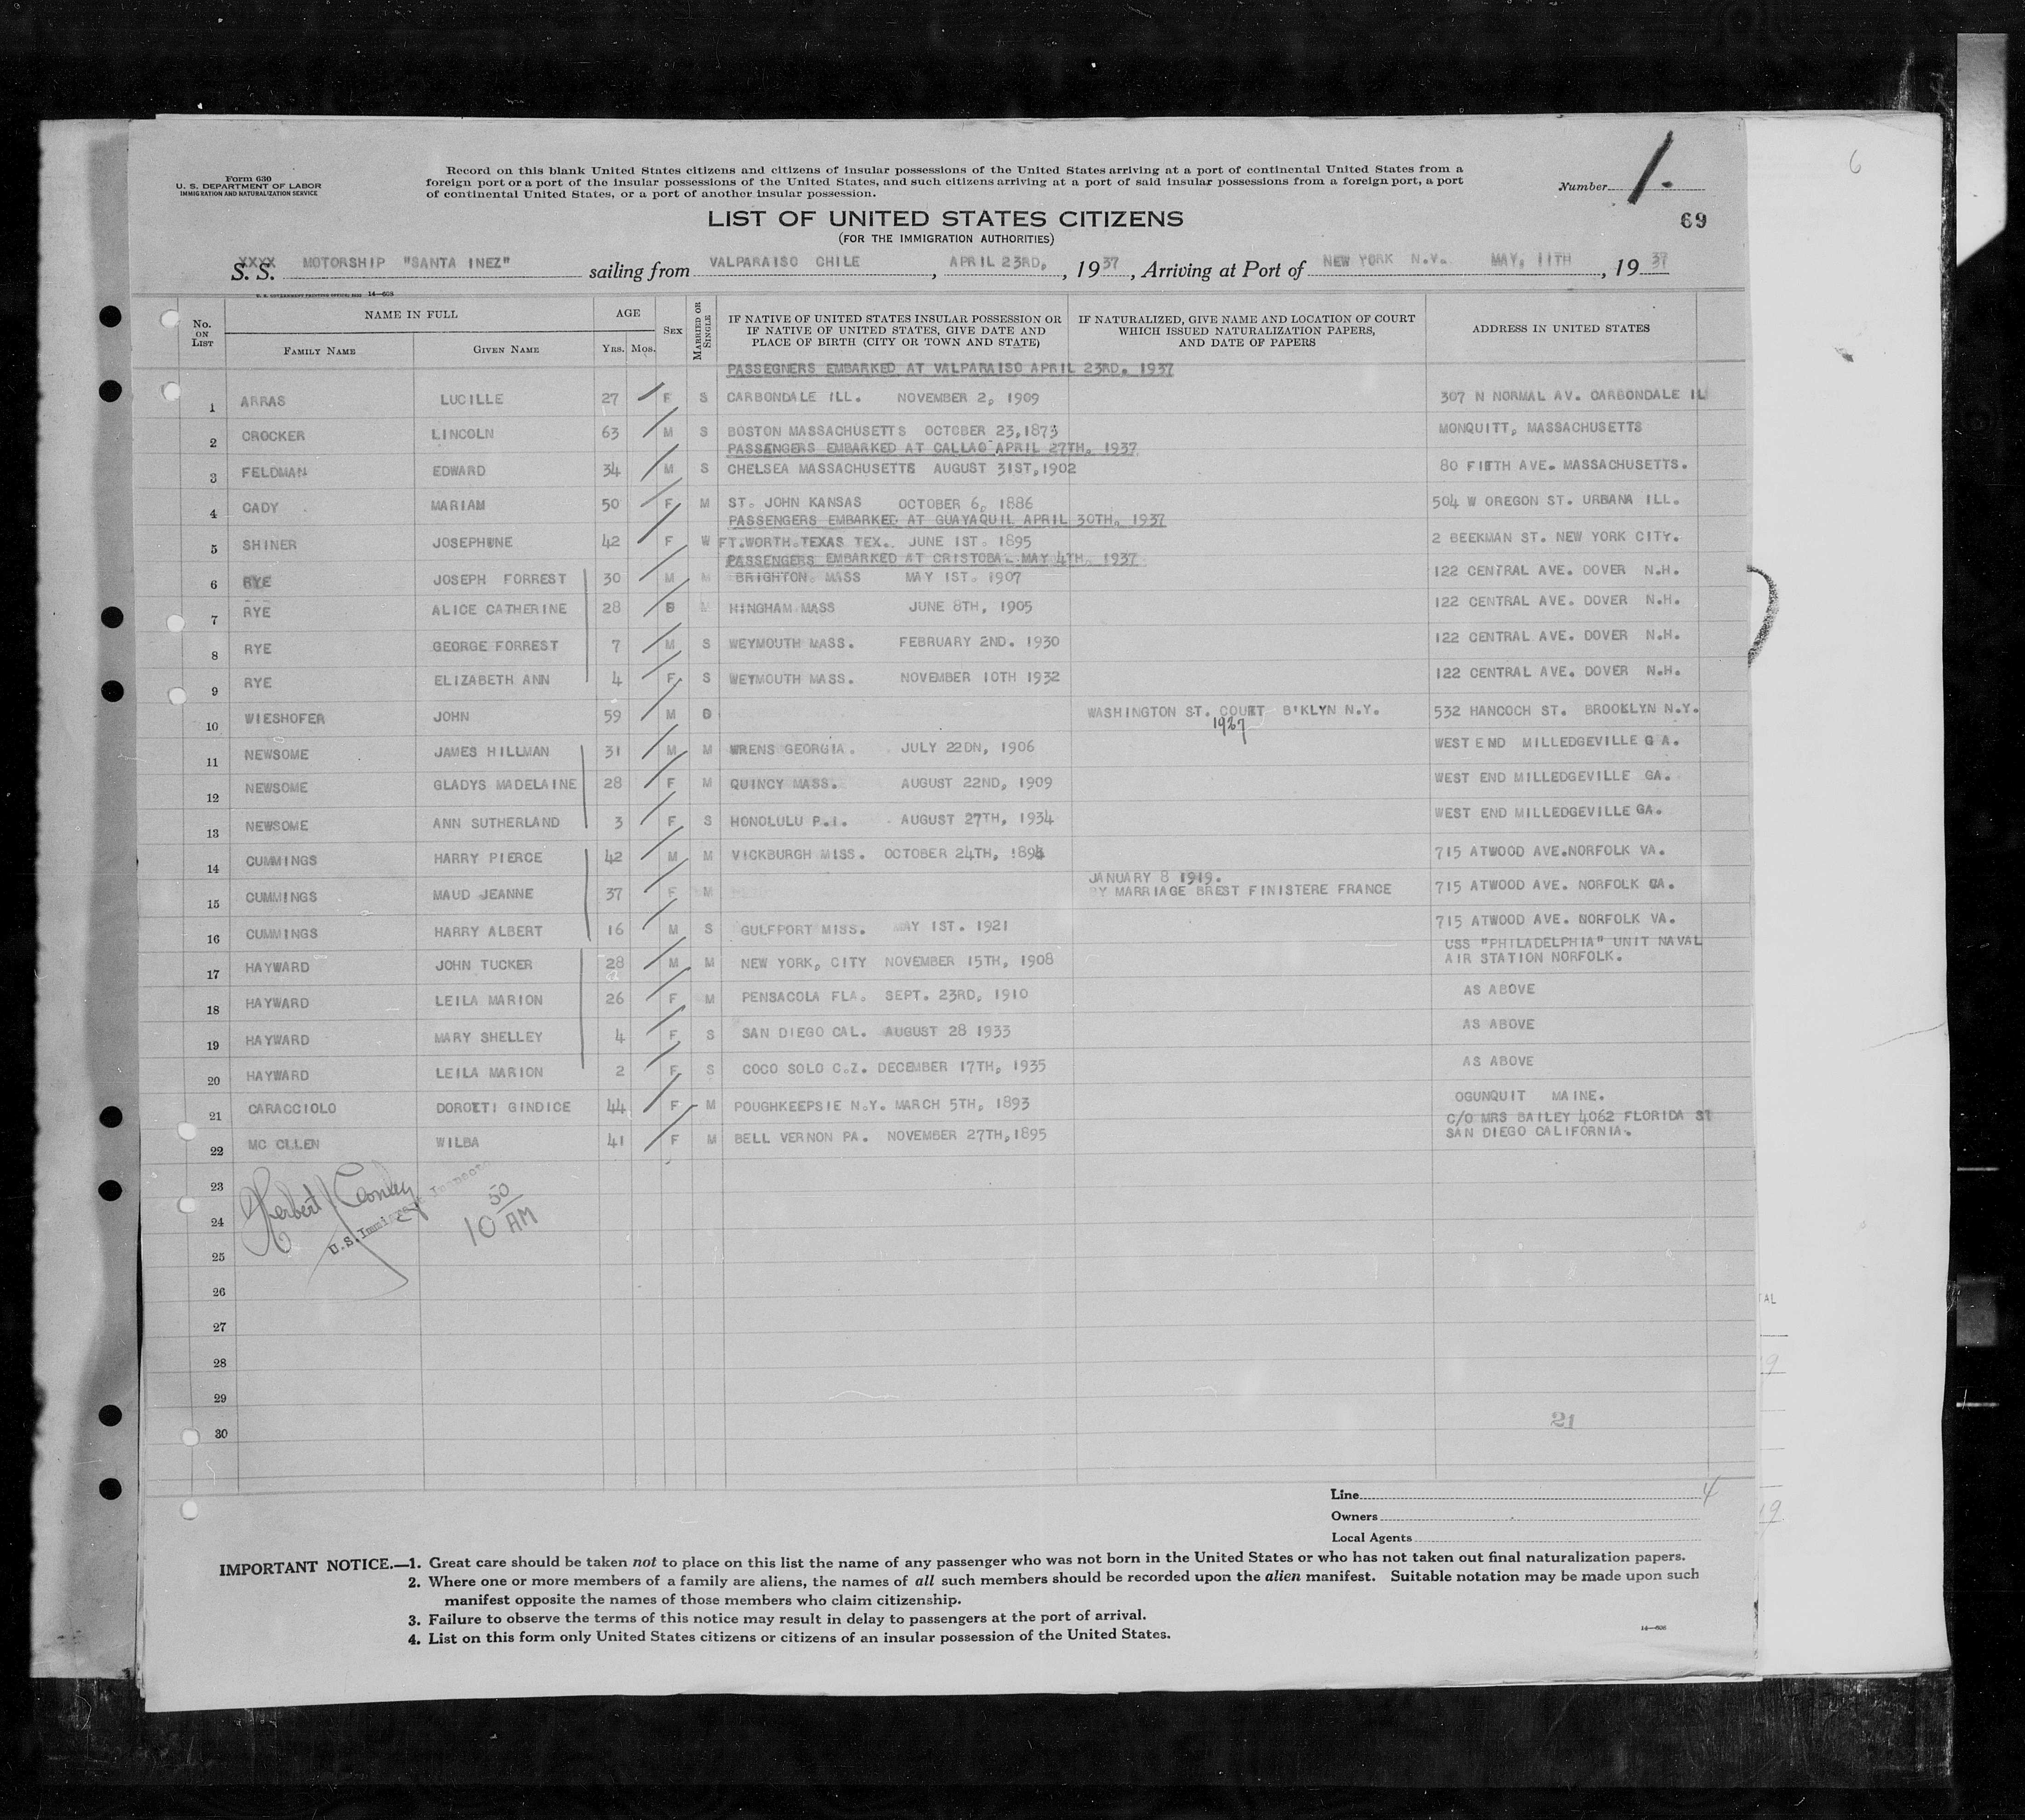 Form 630
U. S. DEPARTMENT OF LABOR
IMMIGRATION AND NATURALIZATION SERVICE
Record on this blank United States citizens and citizens of insular possessions of the United States arriving at a port of continental United States from a
foreign port or a port of the insular possessions of the United States, and such citizens arriving at a port of said insular possessions from a foreign port, a port
of continental United States, or a port of another insular possession.
Number 1.
6
69
LIST OF UNITED STATES CITIZENS
(FOR THE IMMIGRATION AUTHORITIES)
XXXX
S. S. MOTORSHIP "SANTA INEZ" sailing from VALPARAISO CHILE, APRIL 23RD, , 1937, Arriving at Port of NEW YORK N.Y. MAY, 11TH, 19 37
14—608
No. ON LIST NAME IN FULL AGE SEX MARRIED OR SINGLE IF NATIVE OF UNITED STATES INSULAR POSSESSION OR IF NATIVE OF UNITED STATES, GIVE DATE AND PLACE OF BIRTH (CITY OR TOWN AND STATE) IF NATURALIZED, GIVE NAME AND LOCATION OF COURT WHICH ISSUED NATURALIZATION PAPERS, AND DATE OF PAPERS ADDRESS IN UNITED STATES
FAMILY NAME GIVEN NAME YRS. MOS.
PASSEGNERS EMBARKED AT VALPARAISO APRIL 23RD. 1937
1 ARRAS LUCILLE 27 F S CARBONDALE ILL. NOVEMBER 2, 1909 307 N NORMAL AV. CARBONDALE IL
2 CROCKER LINCOLN 63 M S BOSTON MASSACHUSETTS OCTOBER 23,1873 MONQUITT, MASSACHUSETTS
PASSENGERS EMBARKED AT CALLAO APRIL 27TH. 1937
3 FELDMAN EDWARD 34 M S CHELSEA MASSACHUSETTS AUGUST 31ST,1902 80 FIFTH AVE. MASSACHUSETTS.
4 CADY MARIAM 50 F M ST. JOHN KANSAS OCTOBER 6, 1886 504 W OREGON ST. URBANA ILL.
PASSENGERS EMBARKED AT GUAYAQUIL APRIL 30TH. 1937
5 SHINER JOSEPHUNE 42 F W FT.WORTH.TEXAS TEX. JUNE 1ST. 1895 2 BEEKMAN ST. NEW YORK CITY.
PASSENGERS EMBARKED AT CRISTOBAL MAY 4TH. 1937
6 RYE JOSEPH FORREST 30 M M BRIGHTON. MASS MAY 1ST. 1907 122 CENTRAL AVE. DOVER N.H.
7 RYE ALICE CATHERINE 28 M HINGHAM MASS JUNE 8TH, 1905 122 CENTRAL AVE. DOVER N.H.
8 RYE GEORGE FORREST 7 M S WEYMOUTH MASS. FEBRUARY 2ND. 1930 122 CENTRAL AVE. DOVER N.H.
9 RYE ELIZABETH ANN 4 F S WEYMOUTH MASS. NOVEMBER 10TH 1932 122 CENTRAL AVE. DOVER N.H.
10 WIESHOFER JOHN 59 M WASHINGTON ST. COURT B'KLYN N.Y. 532 HANCOCH ST. BROOKLYN N.Y.
1927
11 NEWSOME JAMES HILLMAN 31 M M WRENS GEORGIA. JULY 22DN, 1906 WEST END MILLEDGEVILLE G A.
12 NEWSOME GLADYS MADELAINE 28 F M QUINCY MASS. AUGUST 22ND, 1909 WEST END MILLEDGEVILLE GA.
13 NEWSOME ANN SUTHERLAND 3 F S HONOLULU P.I. AUGUST 27TH, 1934 WEST END MILLEDGEVILLE GA.
14 CUMMINGS HARRY PIERCE 42 M M VICKBURGH MISS. OCTOBER 24TH, 1894 715 ATWOOD AVE.NORFOLK VA.
JANUARY 8 1919.
15 CUMMINGS MAUD JEANNE 37 F M BY MARRIAGE BREST FINISTERE FRANCE 715 ATWOOD AVE. NORFOLK GA.
16 CUMMINGS HARRY ALBERT 16 M S GULFPORT MISS. MAY 1ST. 1921 715 ATWOOD AVE. NORFOLK VA.
USS "PHILADELPHIA" UNIT NAVAL
17 HAYWARD JOHN TUCKER 28 M M NEW YORK, CITY NOVEMBER 15TH, 1908 AIR STATION NORFOLK.
18 HAYWARD LEILA MARION 26 F M PENSACOLA FLA. SEPT. 23RD, 1910 AS ABOVE
19 HAYWARD MARY SHELLEY 4 F S SAN DIEGO CAL. AUGUST 28 1933 AS ABOVE
20 HAYWARD LEILA MARION 2 F S COCO SOLO C.Z. DECEMBER 17TH, 1935 AS ABOVE
21 CARACCIOLO DOROTTI GINDICE 44 F M POUGHKEEPSIE N.Y. MARCH 5TH, 1893 OGUNQUIT MAINE.
C/O MRS BAILEY 4062 FLORIDA ST
22 MC CLLEN WILBA 41 F M BELL VERNON PA. NOVEMBER 27TH,1895 SAN DIEGO CALIFORNIA.
23
24
25
26
27
28
29
30
Herbert J Conley
U.S. Immigrant Inspector
10 50 AM
21
Line 4
Owners
Local Agents
IMPORTANT NOTICE.—1. Great care should be taken not to place on this list the name of any passenger who was not born in the United States or who has not taken out final naturalization papers.
2. Where one or more members of a family are aliens, the names of all such members should be recorded upon the alien manifest. Suitable notation may be made upon such
manifest opposite the names of those members who claim citizenship.
3. Failure to observe the terms of this notice may result in delay to passengers at the port of arrival.
4. List on this form only United States citizens or citizens of an insular possession of the United States.
14—608